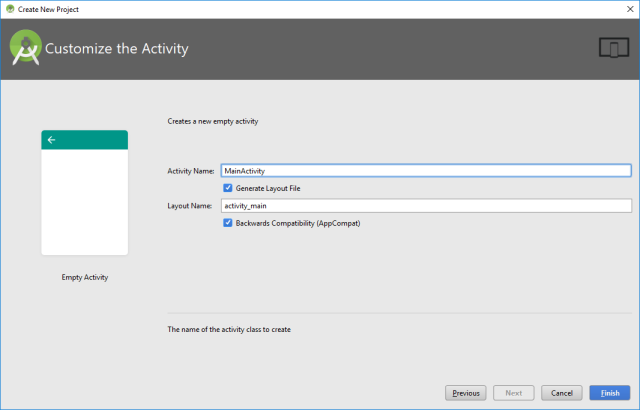 Create New Project
Customize the Activity
Creates a new empty activity
Activity Name: MainActivity
Generate Layout File
Layout Name: activity_main
Backwards Compatibility (AppCompat)
Empty Activity
The name of the activity class to create
Previous Next Cancel Finish